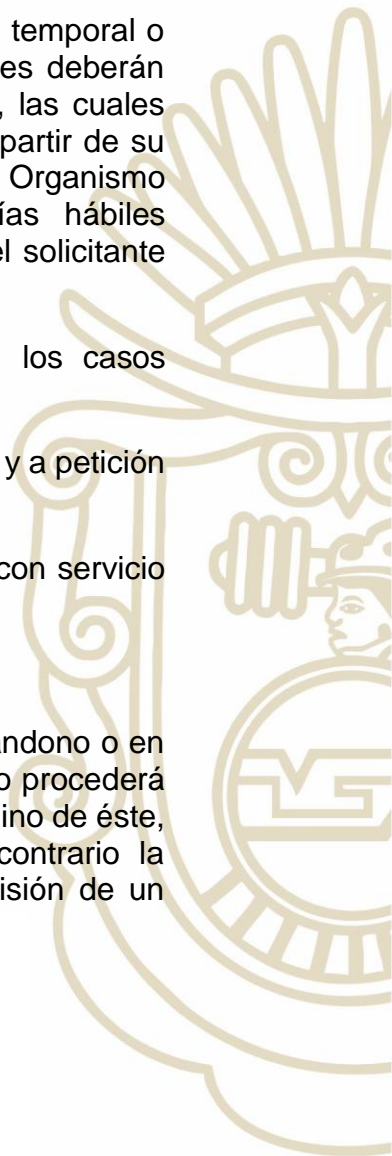 temporal o
es deberán
, las cuales
partir de su
Organismo
ías hábiles
el solicitante
los casos
y a petición
con servicio
andono o en
o procederá
ino de éste,
contrario la
isión de un